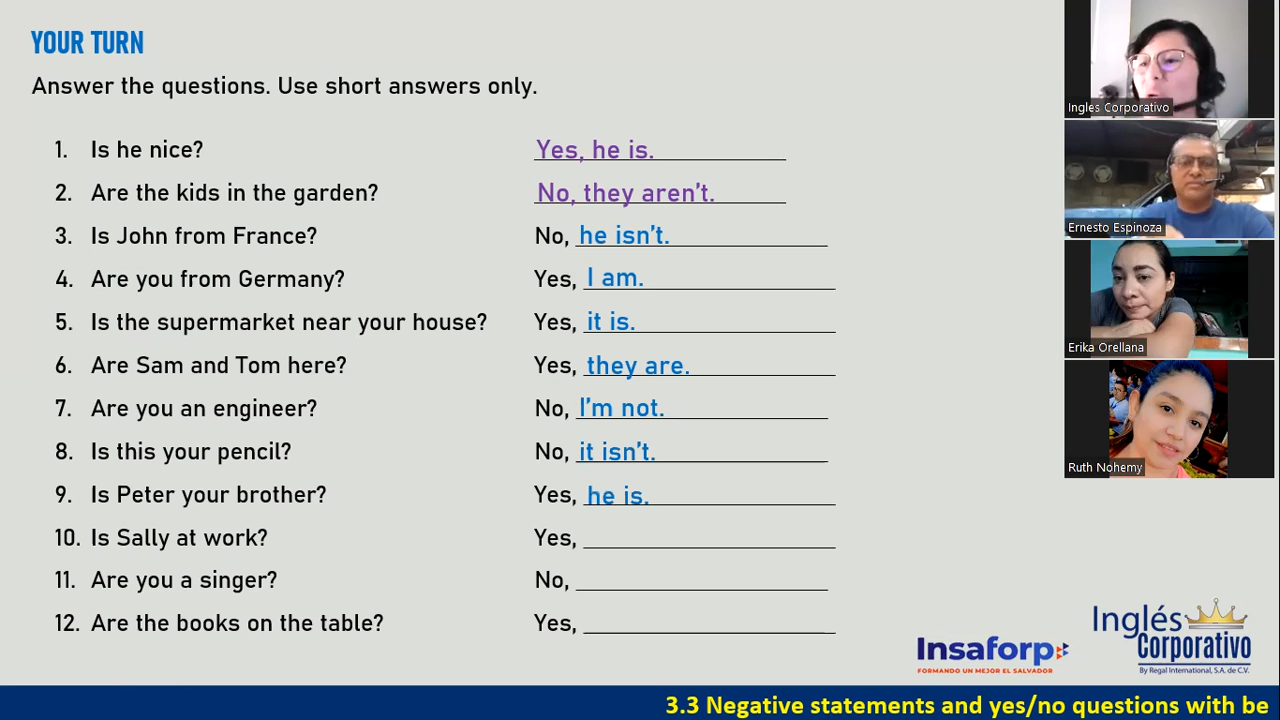 YOUR TURN
Answer the questions. Use short answers only.
1. Is he nice? Yes, he is.
2. Are the kids in the garden? No, they aren't.
3. Is John from France? No, he isn't.
4. Are you from Germany? Yes, I am.
5. Is the supermarket near your house? Yes, it is.
6. Are Sam and Tom here? Yes, they are.
7. Are you an engineer? No, I'm not.
8. Is this your pencil? No, it isn't.
9. Is Peter your brother? Yes, he is.
10. Is Sally at work? Yes,
11. Are you a singer? No,
12. Are the books on the table? Yes,
Ingles Corporativo
Ernesto Espinoza
Erika Orellana
Ruth Nohemy
Insaforp
FORMANDO UN MEJOR EL SALVADOR
Inglés
Corporativo
By Regal International, S.A. de C.V.
3.3 Negative statements and yes/no questions with be